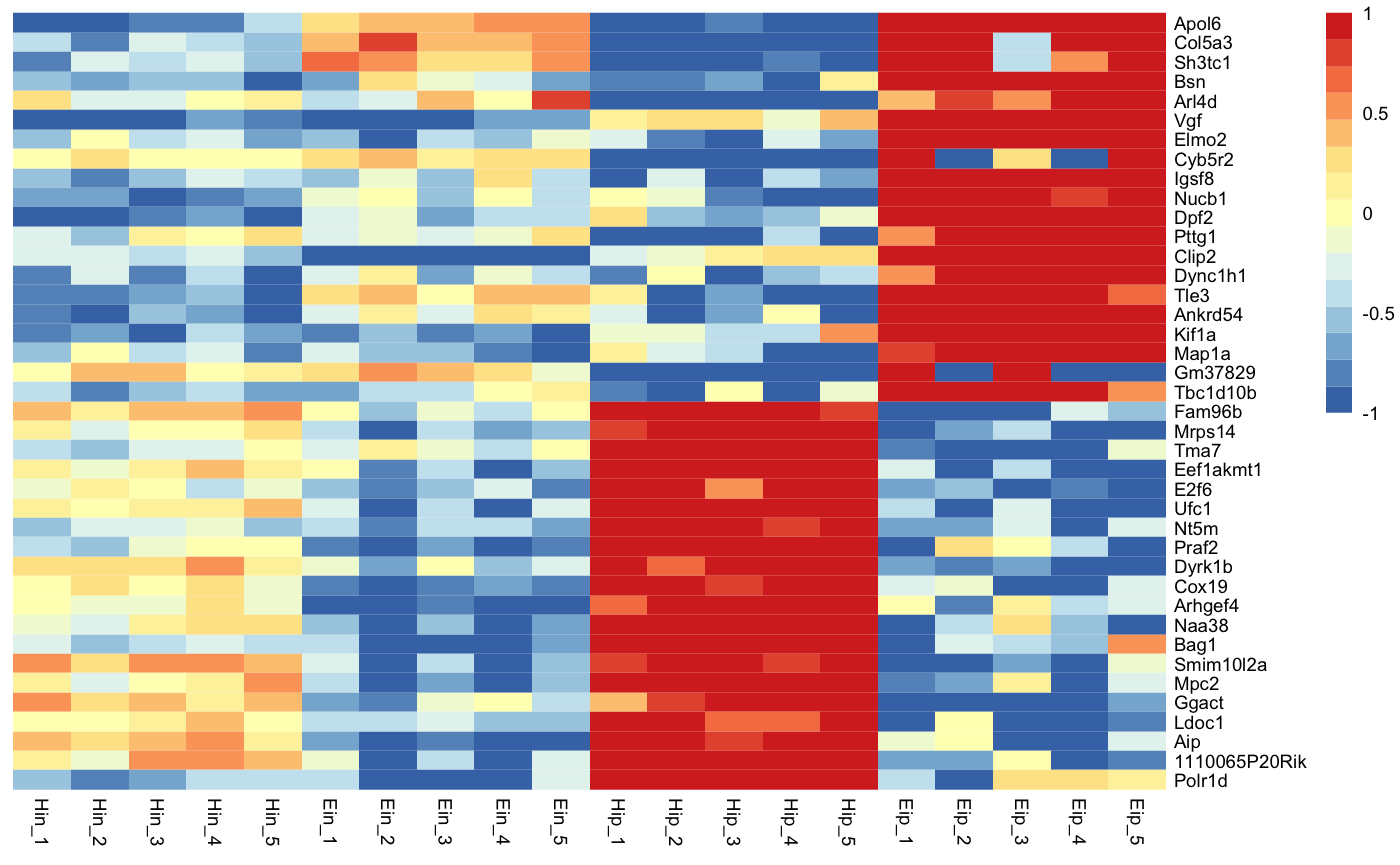 Apol6
Col5a3
Sh3tc1
Bsn
Arl4d
Vgf
Elmo2
Cyb5r2
Igsf8
Nucb1
Dpf2
Pttg1
Clip2
Dync1h1
Tle3
Ankrd54
Kif1a
Map1a
Gm37829
Tbc1d10b
Fam96b
Mrps14
Tma7
Eef1akmt1
E2f6
Ufc1
Nt5m
Praf2
Dyrk1b
Cox19
Arhgef4
Naa38
Bag1
Smim10l2a
Mpc2
Ggact
Ldoc1
Aip
1110065P20Rik
Polr1d
1
0.5
0
-0.5
-1
Hin_1
Hin_2
Hin_3
Hin_4
Hin_5
Ein_1
Ein_2
Ein_3
Ein_4
Ein_5
Hip_1
Hip_2
Hip_3
Hip_4
Hip_5
Eip_1
Eip_2
Eip_3
Eip_4
Eip_5